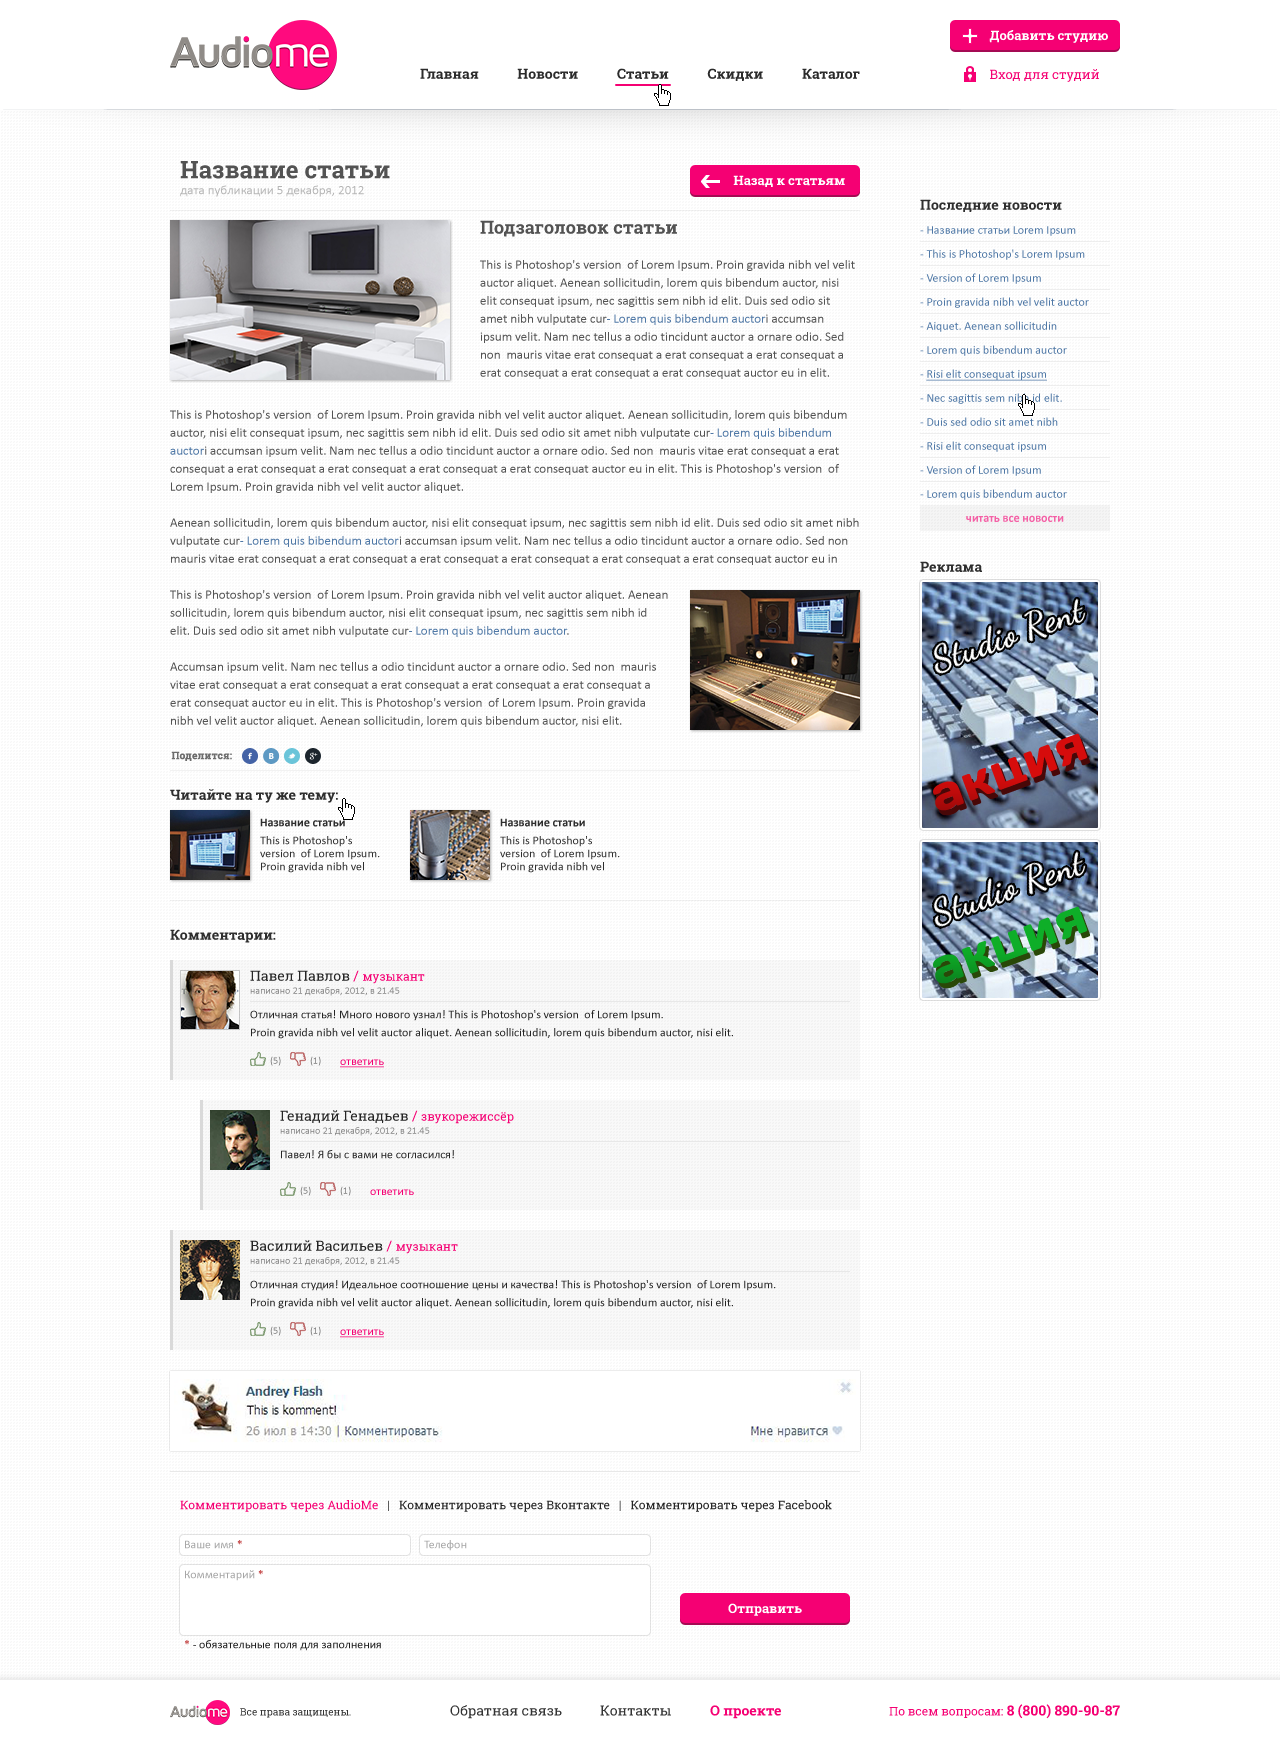 Audiome
Главная
Новости
Статьи
Скидки
Каталог
Добавить студию
Вход для студий
Название статьи
дата публикации 5 декабря, 2012
Назад к статьям
Подзаголовок статьи
This is Photoshop's version  of Lorem Ipsum. Proin gravida nibh vel velit
auctor aliquet. Aenean sollicitudin, lorem quis bibendum auctor, nisi
elit consequat ipsum, nec sagittis sem nibh id elit. Duis sed odio sit
amet nibh vulputate cur- Lorem quis bibendum auctori accumsan
ipsum velit. Nam nec tellus a odio tincidunt auctor a ornare odio. Sed
non  mauris vitae erat consequat a erat consequat a erat consequat a
erat consequat a erat consequat a erat consequat auctor eu in elit.
This is Photoshop's version  of Lorem Ipsum. Proin gravida nibh vel velit auctor aliquet. Aenean sollicitudin, lorem quis bibendum
auctor, nisi elit consequat ipsum, nec sagittis sem nibh id elit. Duis sed odio sit amet nibh vulputate cur- Lorem quis bibendum
auctori accumsan ipsum velit. Nam nec tellus a odio tincidunt auctor a ornare odio. Sed non  mauris vitae erat consequat a erat
consequat a erat consequat a erat consequat a erat consequat a erat consequat auctor eu in elit. This is Photoshop's version  of
Lorem Ipsum. Proin gravida nibh vel velit auctor aliquet.
Aenean sollicitudin, lorem quis bibendum auctor, nisi elit consequat ipsum, nec sagittis sem nibh id elit. Duis sed odio sit amet nibh
vulputate cur- Lorem quis bibendum auctori accumsan ipsum velit. Nam nec tellus a odio tincidunt auctor a ornare odio. Sed non
mauris vitae erat consequat a erat consequat a erat consequat a erat consequat a erat consequat a erat consequat auctor eu in
This is Photoshop's version  of Lorem Ipsum. Proin gravida nibh vel velit auctor aliquet. Aenean
sollicitudin, lorem quis bibendum auctor, nisi elit consequat ipsum, nec sagittis sem nibh id
elit. Duis sed odio sit amet nibh vulputate cur- Lorem quis bibendum auctor.
Accumsan ipsum velit. Nam nec tellus a odio tincidunt auctor a ornare odio. Sed non  mauris
vitae erat consequat a erat consequat a erat consequat a erat consequat a erat consequat a
erat consequat auctor eu in elit. This is Photoshop's version  of Lorem Ipsum. Proin gravida
nibh vel velit auctor aliquet. Aenean sollicitudin, lorem quis bibendum auctor, nisi elit.
Поделится:
Читайте на ту же тему:
Название статьи
This is Photoshop's
version  of Lorem Ipsum.
Proin gravida nibh vel
Название статьи
This is Photoshop's
version  of Lorem Ipsum.
Proin gravida nibh vel
Комментарии:
Павел Павлов / музыкант
написано 21 декабря, 2012, в 21.45
Отличная статья! Много нового узнал! This is Photoshop's version  of Lorem Ipsum.
Proin gravida nibh vel velit auctor aliquet. Aenean sollicitudin, lorem quis bibendum auctor, nisi elit.
(5) (1) ответить
Генадий Генадьев / звукорежиссёр
написано 21 декабря, 2012, в 21.45
Павел! Я бы с вами не согласился!
(5) (1) ответить
Василий Васильев / музыкант
написано 21 декабря, 2012, в 21.45
Отличная студия! Идеальное соотношение цены и качества! This is Photoshop's version  of Lorem Ipsum.
Proin gravida nibh vel velit auctor aliquet. Aenean sollicitudin, lorem quis bibendum auctor, nisi elit.
(5) (1) ответить
Andrey Flash
This is komment!
26 июл в 14:30 | Комментировать
Мне нравится
Комментировать через AudioMe | Комментировать через Вконтакте | Комментировать через Facebook
Ваше имя *
Телефон
Комментарий *
Отправить
* - обязательные поля для заполнения
Последние новости
- Название статьи Lorem Ipsum
- This is Photoshop's Lorem Ipsum
- Version of Lorem Ipsum
- Proin gravida nibh vel velit auctor
- Aiquet. Aenean sollicitudin
- Lorem quis bibendum auctor
- Risi elit consequat ipsum
- Nec sagittis sem nibh id elit.
- Duis sed odio sit amet nibh
- Risi elit consequat ipsum
- Version of Lorem Ipsum
- Lorem quis bibendum auctor
читать все новости
Реклама
Studio Rent
акция
Studio Rent
акция
Audiome
Все права защищены.
Обратная связь
Контакты
О проекте
По всем вопросам: 8 (800) 890-90-87